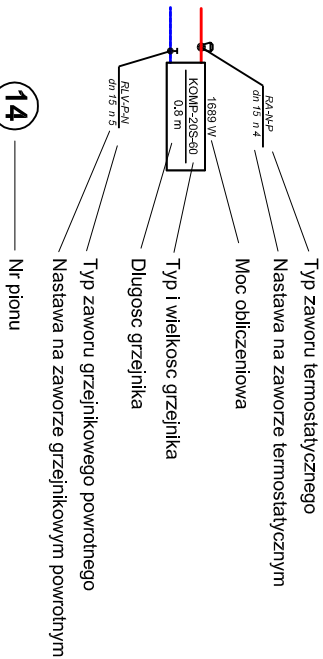 RA-N-P
dn 15 n 4
1689 W
KOMP-20S-60
0.8 m
RLV-P-N
dn 15 n 5
Typ zaworu termostatycznego
Nastawa na zaworze termostatycznym
Moc obliczeniowa
Typ i wielkosc grzejnika
Dlugosc grzejnika
Typ zaworu grzejnikowego powrotnego
Nastawa na zaworze grzejnikowym powrotnym
14
Nr pionu